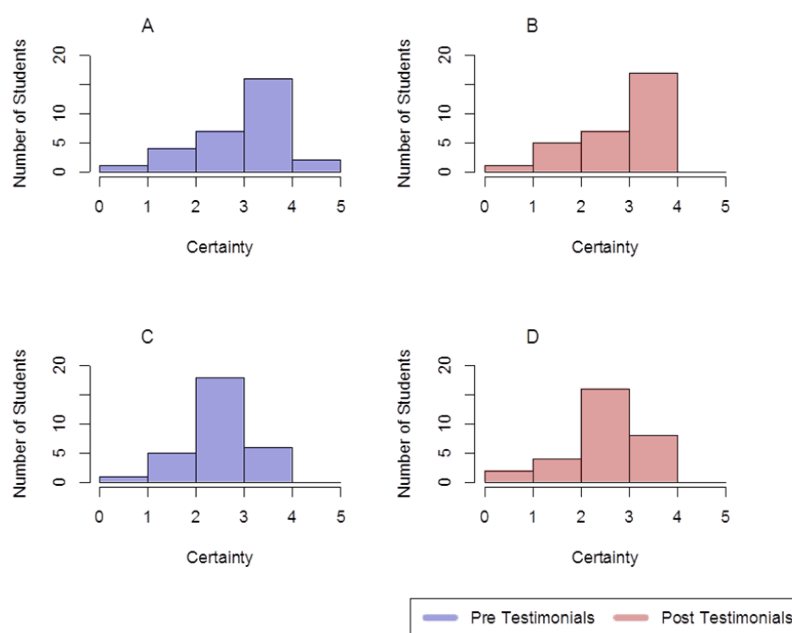 A
Number of Students
0 5 10 20
0 1 2 3 4 5
Certainty
B
Number of Students
0 5 10 20
0 1 2 3 4 5
Certainty
C
Number of Students
0 5 10 20
0 1 2 3 4 5
Certainty
D
Number of Students
0 5 10 20
0 1 2 3 4 5
Certainty
Pre Testimonials Post Testimonials